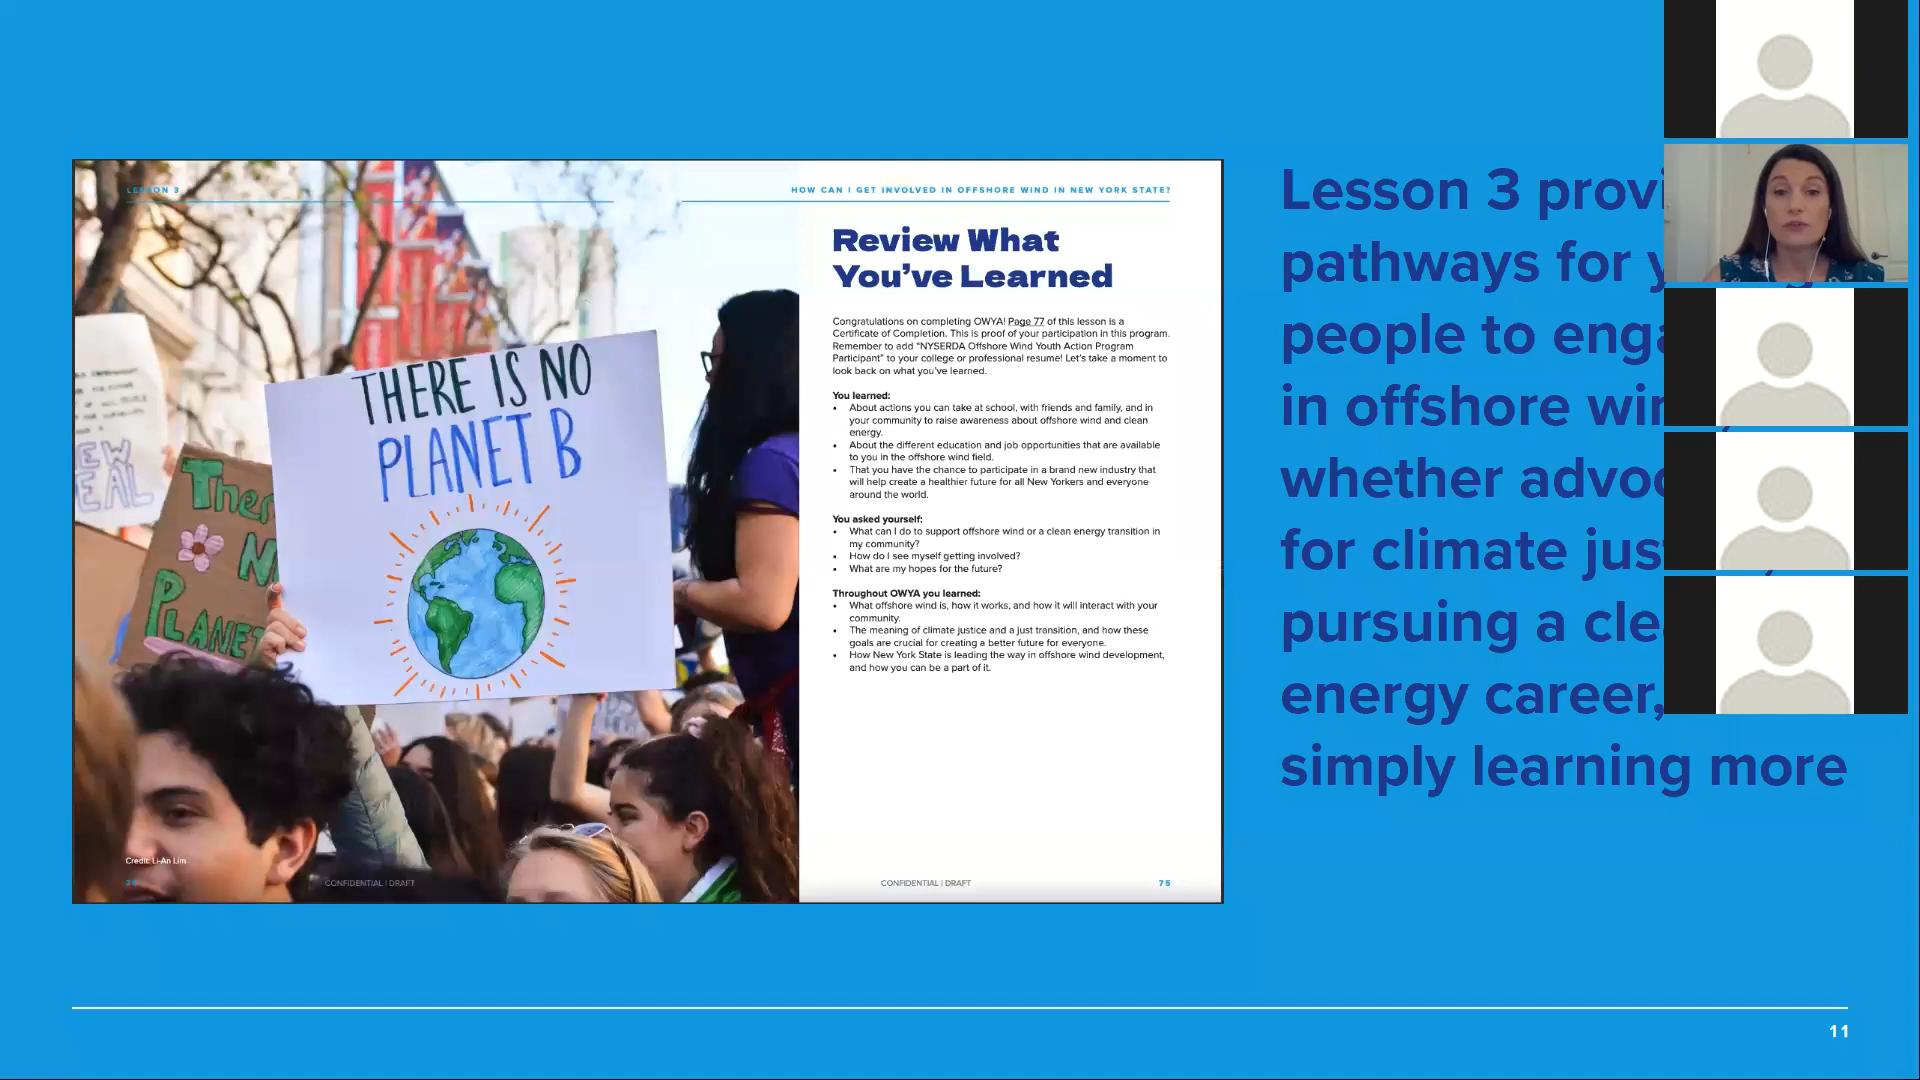 LESSON 3
HOW CAN I GET INVOLVED IN OFFSHORE WIND IN NEW YORK STATE?
THERE IS NO
PLANET B
EW
EAL
Ther
N
PLANET
Credit: Li-An Lim
CONFIDENTIAL | DRAFT
Review What
You’ve Learned
Congratulations on completing OWYA! Page 77 of this lesson is a
Certificate of Completion. This is proof of your participation in this program.
Remember to add “NYSERDA Offshore Wind Youth Action Program
Participant” to your college or professional resume! Let’s take a moment to
look back on what you’ve learned.
You learned:
• About actions you can take at school, with friends and family, and in
your community to raise awareness about offshore wind and clean
energy.
• About the different education and job opportunities that are available
to you in the offshore wind field.
• That you have the chance to participate in a brand new industry that
will help create a healthier future for all New Yorkers and everyone
around the world.
You asked yourself:
• What can I do to support offshore wind or a clean energy transition in
my community?
• How do I see myself getting involved?
• What are my hopes for the future?
Throughout OWYA you learned:
• What offshore wind is, how it works, and how it will interact with your
community.
• The meaning of climate justice and a just transition, and how these
goals are crucial for creating a better future for everyone.
• How New York State is leading the way in offshore wind development,
and how you can be a part of it.
CONFIDENTIAL | DRAFT
75
Lesson 3 provi
pathways for y
people to enga
in offshore win
whether advoc
for climate jus
pursuing a cle
energy career,
simply learning more
11